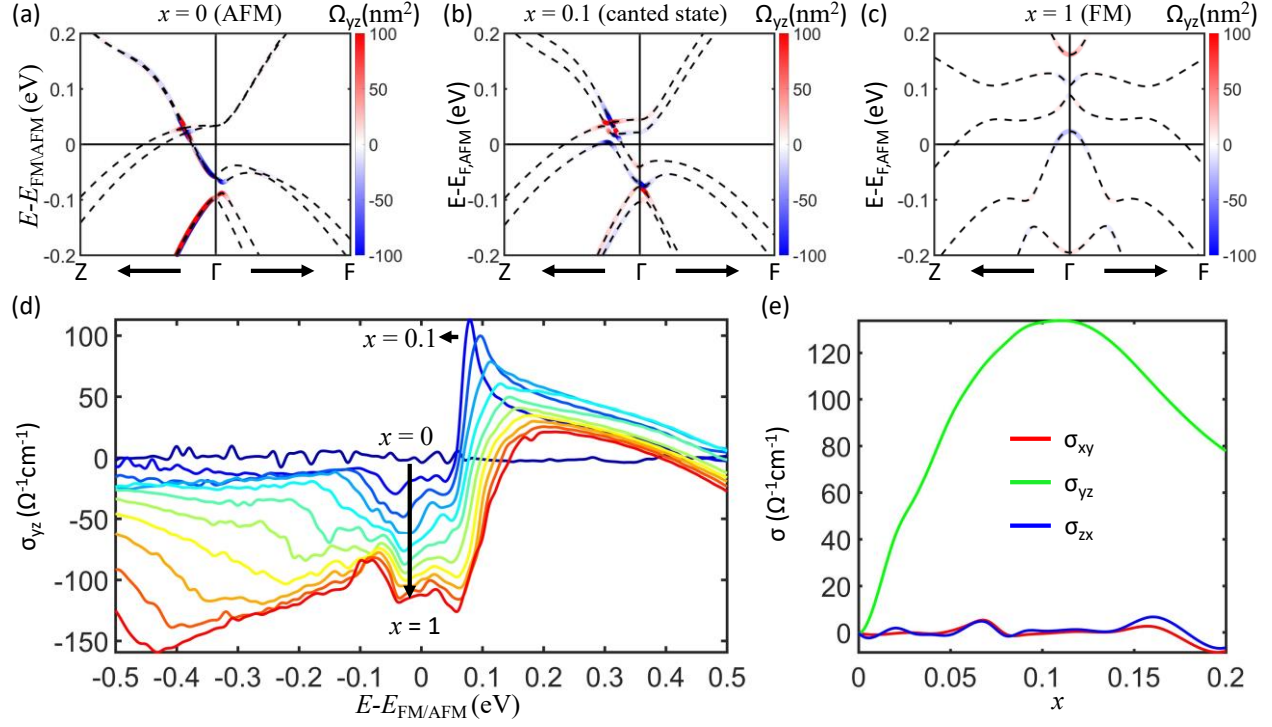 (a) x = 0 (AFM) Ωyz(nm²)
(b) x = 0.1 (canted state) Ωyz(nm²)
(c) x = 1 (FM) Ωyz(nm²)
E-EFM\AFM (eV)
0.2
0.1
0
-0.1
-0.2
Z Γ F
100
50
0
-50
-100
E-EF,AFM (eV)
0.2
0.1
0
-0.1
-0.2
Z Γ F
100
50
0
-50
-100
E-EF,AFM (eV)
0.2
0.1
0
-0.1
-0.2
Z Γ F
100
50
0
-50
-100
(d)
σyz (Ω⁻¹cm⁻¹)
100
50
0
-50
-100
-150
x = 0.1
x = 0
x = 1
-0.5 -0.4 -0.3 -0.2 -0.1 0 0.1 0.2 0.3 0.4 0.5
E-EFM/AFM (eV)
(e)
σ (Ω⁻¹cm⁻¹)
120
100
80
60
40
20
0
σxy
σyz
σzx
0 0.05 0.1 0.15 0.2
x